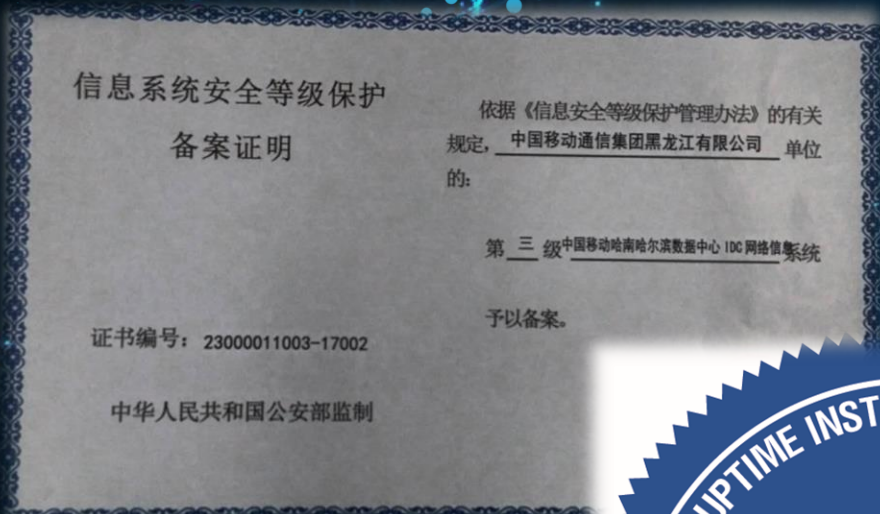 信息系统安全等级保护
备案证明
证书编号：23000011003-17002
中华人民共和国公安部监制
依据《信息安全等级保护管理办法》的有关
规定，中国移动通信集团黑龙江有限公司 单位
的：
第 三 级中国移动哈南哈尔滨数据中心 IDC 网络信息系统
予以备案。
UPTIME INST